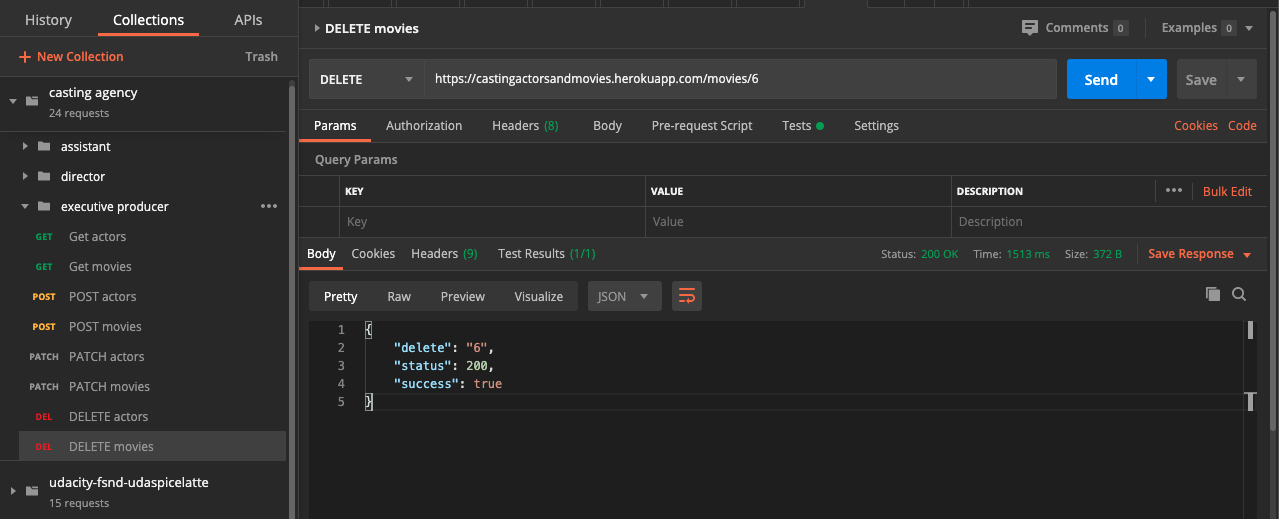 History Collections APIs
+ New Collection Trash
casting agency
24 requests
assistant
director
executive producer •••
GET Get actors
GET Get movies
POST POST actors
POST POST movies
PATCH PATCH actors
PATCH PATCH movies
DEL DELETE actors
DEL DELETE movies
udacity-fsnd-udaspicelatte
15 requests
DELETE movies Comments 0 Examples 0
DELETE https://castingactorsandmovies.herokuapp.com/movies/6 Send Save
Params Authorization Headers (8) Body Pre-request Script Tests Settings Cookies Code
Query Params
KEY VALUE DESCRIPTION ••• Bulk Edit
Key Value Description
Body Cookies Headers (9) Test Results (1/1) Status: 200 OK Time: 1513 ms Size: 372 B Save Response
Pretty Raw Preview Visualize JSON
1 {
2 "delete": "6",
3 "status": 200,
4 "success": true
5 }